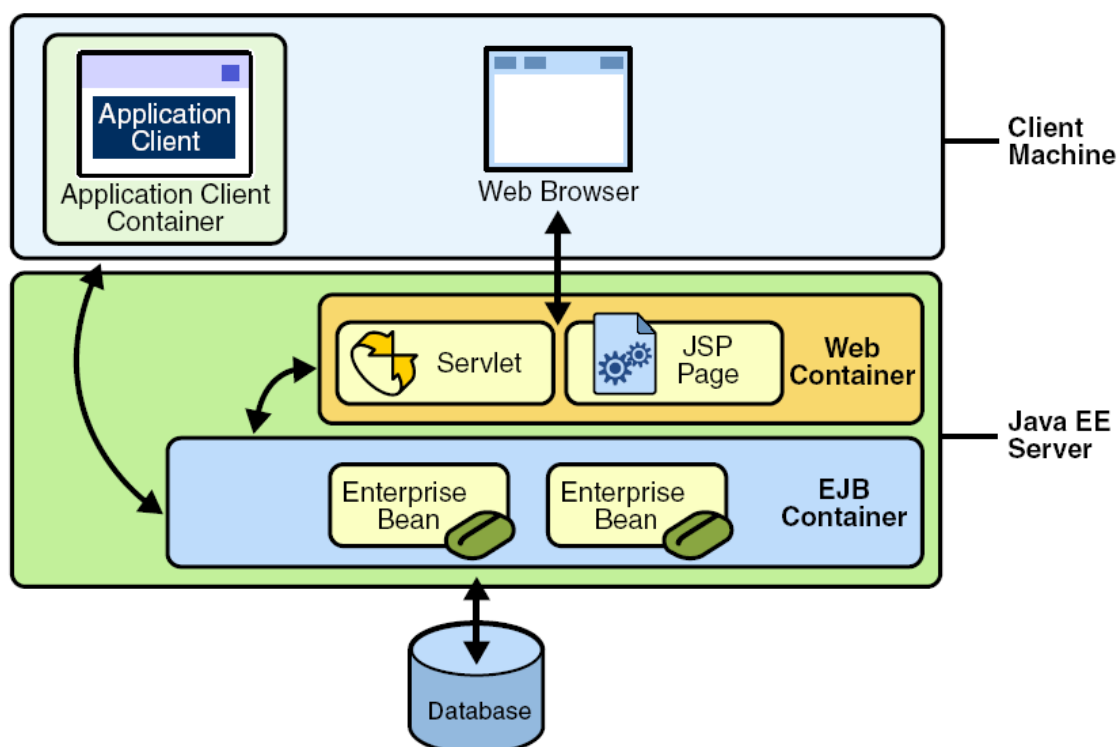 Application
Client
Application Client
Container
Web Browser
Client
Machine
Servlet
JSP
Page
Web
Container
Java EE
Server
Enterprise
Bean
Enterprise
Bean
EJB
Container
Database